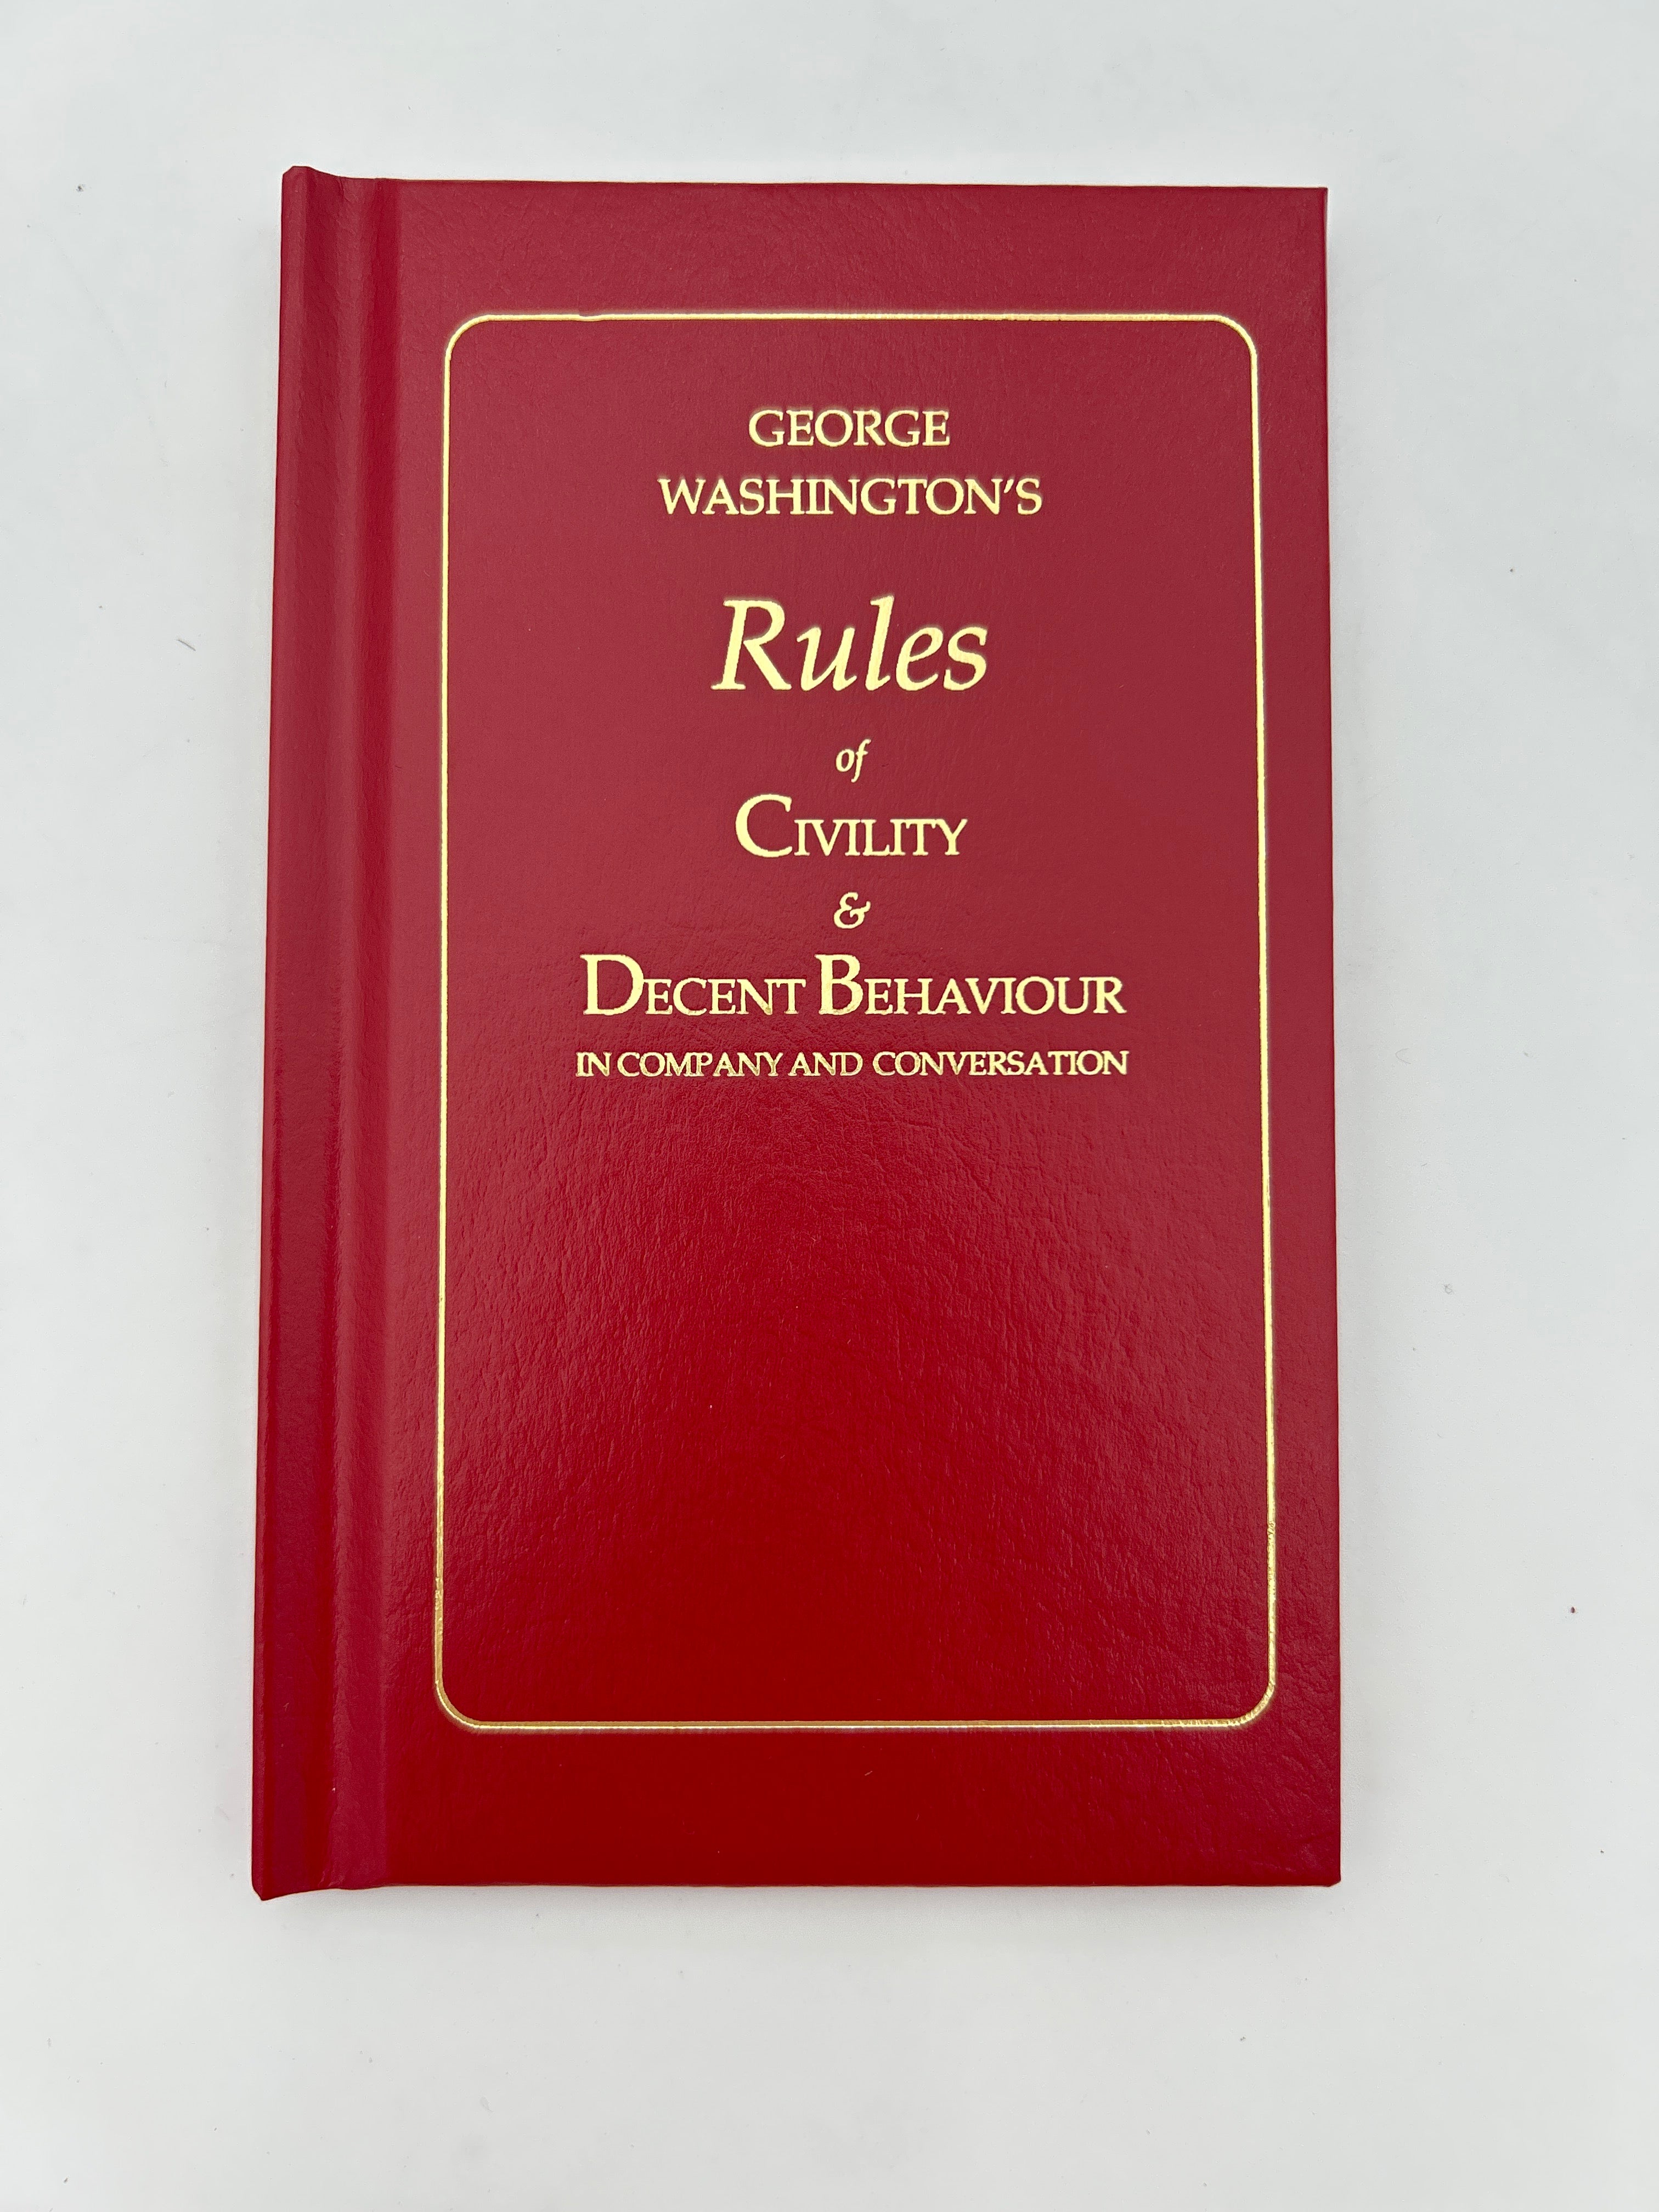 GEORGE
WASHINGTON'S
Rules
of
CIVILITY
&
DECENT BEHAVIOUR
IN COMPANY AND CONVERSATION